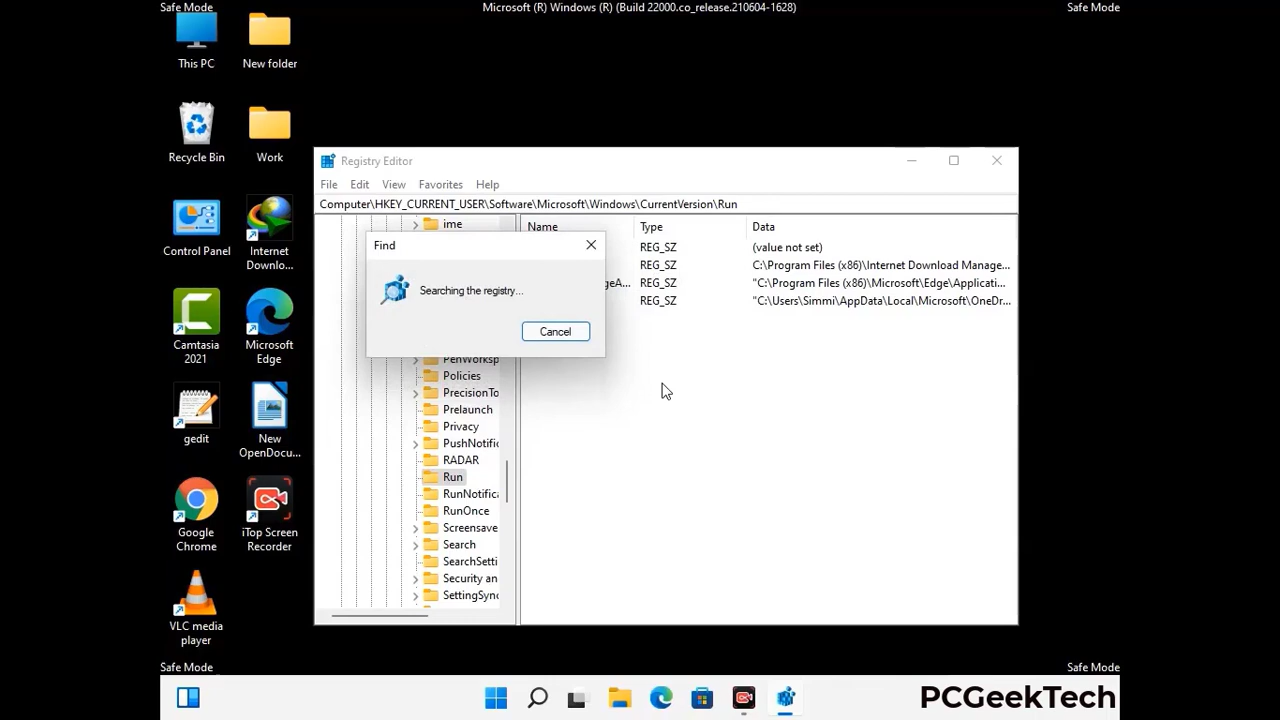 Safe Mode
Microsoft (R) Windows (R) (Build 22000.co_release.210604-1628)
Safe Mode
This PC
New folder
Recycle Bin
Work
Control Panel
Internet
Downlo...
Camtasia
2021
Microsoft
Edge
gedit
New
OpenDocu...
Google
Chrome
iTop Screen
Recorder
VLC media
player
Registry Editor
File Edit View Favorites Help
Computer\HKEY_CURRENT_USER\Software\Microsoft\Windows\CurrentVersion\Run
ime
Find
Searching the registry...
Cancel
PenWorksp
Policies
PrecisionTo
Prelaunch
Privacy
PushNotific
RADAR
Run
RunNotifica
RunOnce
Screensave
Search
SearchSetti
Security an
SettingSync
Name Type Data
REG_SZ (value not set)
REG_SZ C:\Program Files (x86)\Internet Download Manage...
geA... REG_SZ "C:\Program Files (x86)\Microsoft\Edge\Applicati...
REG_SZ "C:\Users\Simmi\AppData\Local\Microsoft\OneDr...
Safe Mode
Safe Mode
PCGeekTech